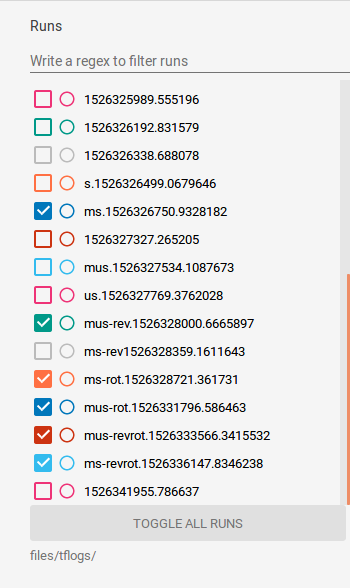 Runs
Write a regex to filter runs
1526325989.555196
1526326192.831579
1526326338.688078
s.1526326499.0679646
ms.1526326750.9328182
1526327327.265205
mus.1526327534.1087673
us.1526327769.3762028
mus-rev.1526328000.6665897
ms-rev1526328359.1611643
ms-rot.1526328721.361731
mus-rot.1526331796.586463
mus-revrot.1526333566.3415532
ms-revrot.1526336147.8346238
1526341955.786637
TOGGLE ALL RUNS
files/tflogs/